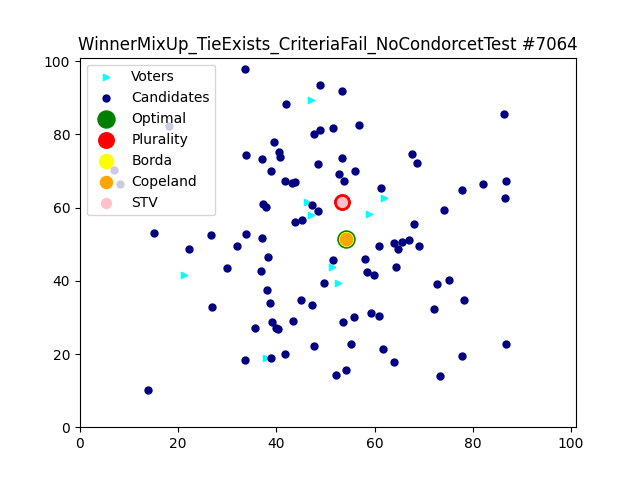 WinnerMixUp_TieExists_CriteriaFail_NoCondorcetTest #7064
100
80
60
40
20
0
Voters
Candidates
Optimal
Plurality
Borda
Copeland
STV
0 20 40 60 80 100